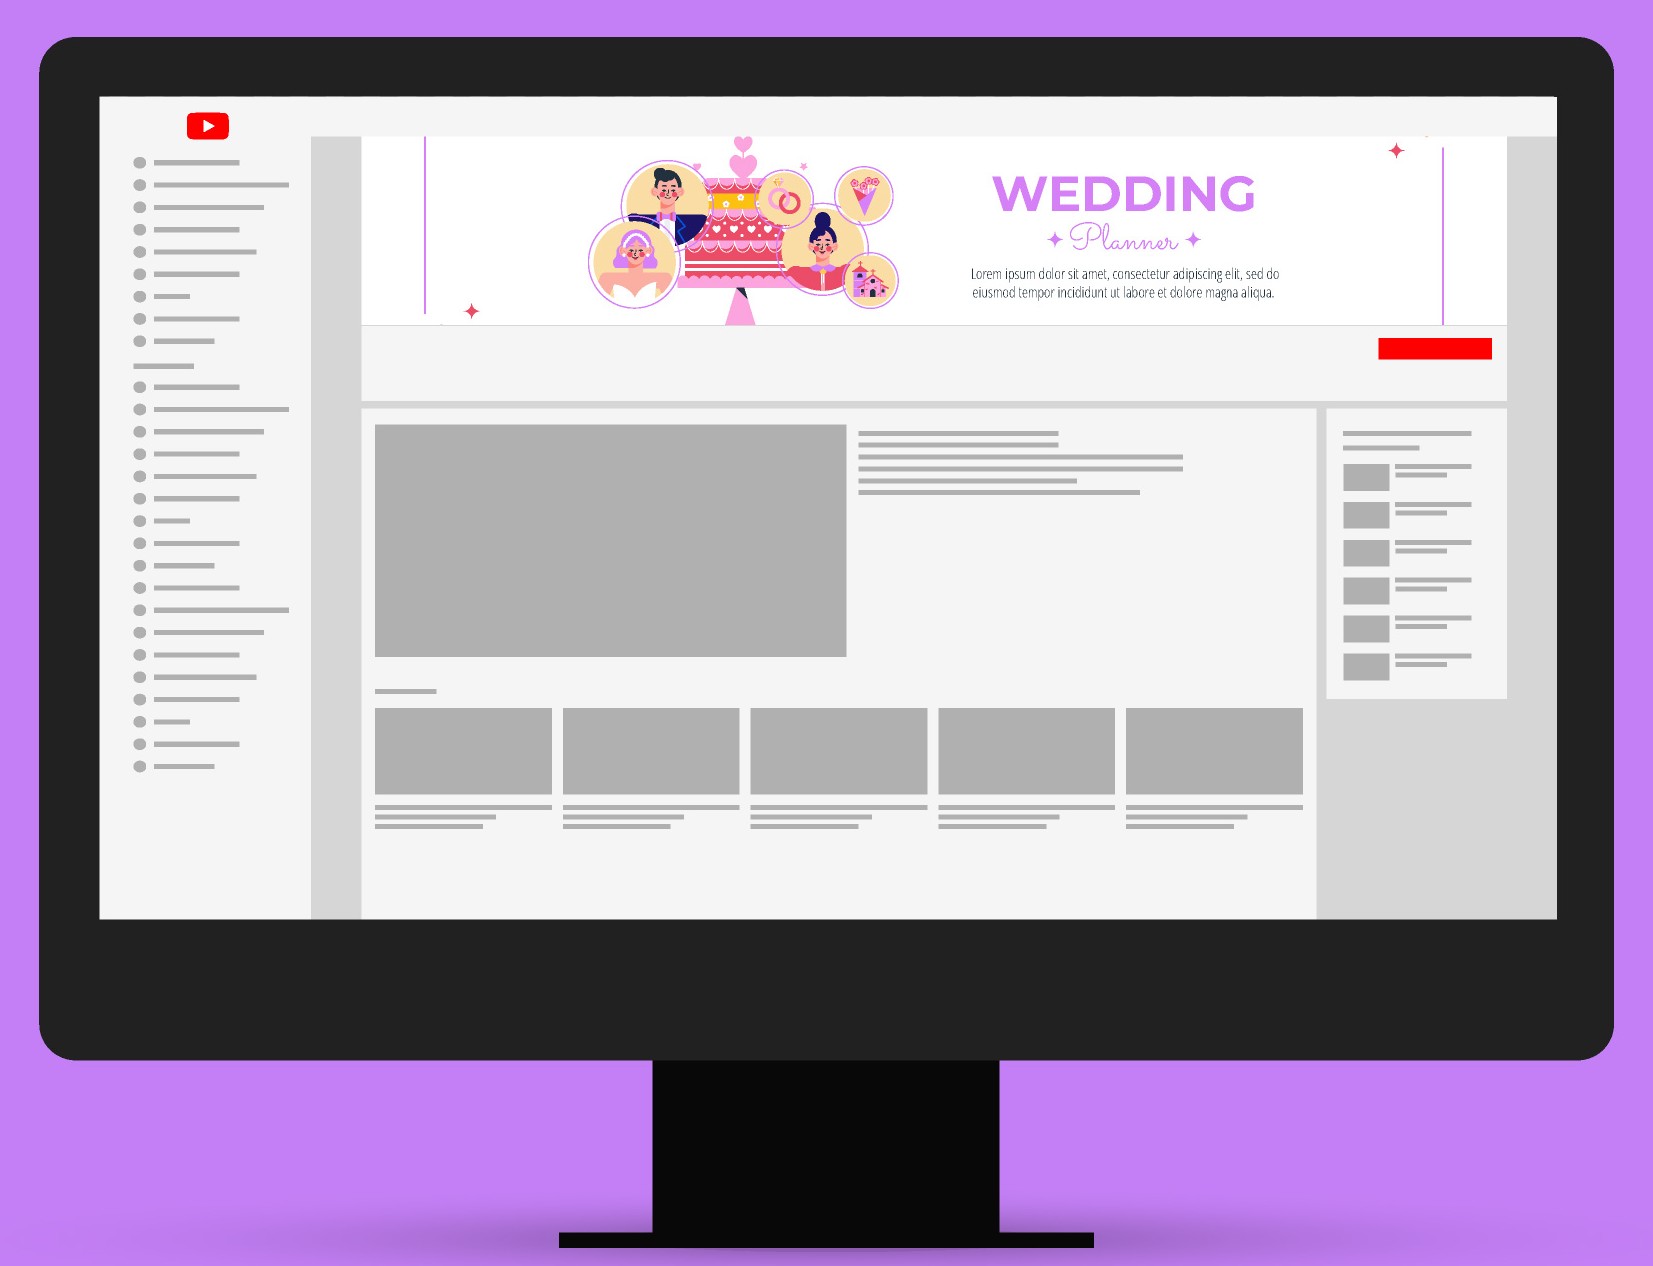 WEDDING
Planner
Lorem ipsum dolor sit amet, consectetur adipiscing elit, sed do
eiusmod tempor incididunt ut labore et dolore magna aliqua.